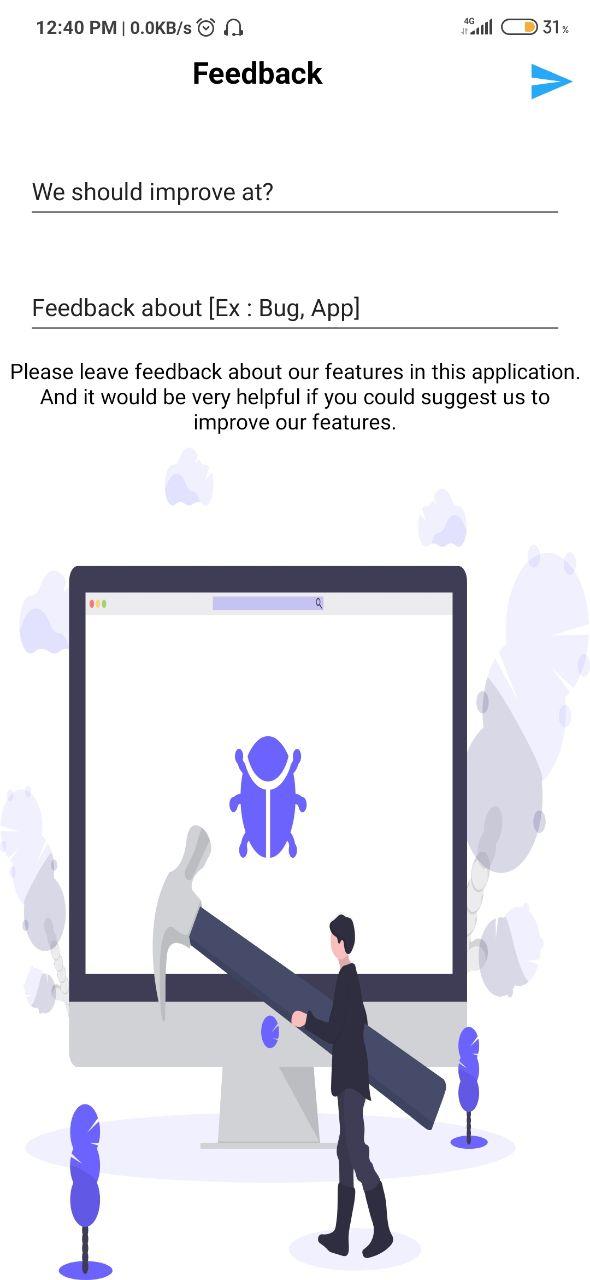 12:40 PM | 0.0KB/s 4G 31%
Feedback
We should improve at?
Feedback about [Ex : Bug, App]
Please leave feedback about our features in this application.
And it would be very helpful if you could suggest us to
improve our features.